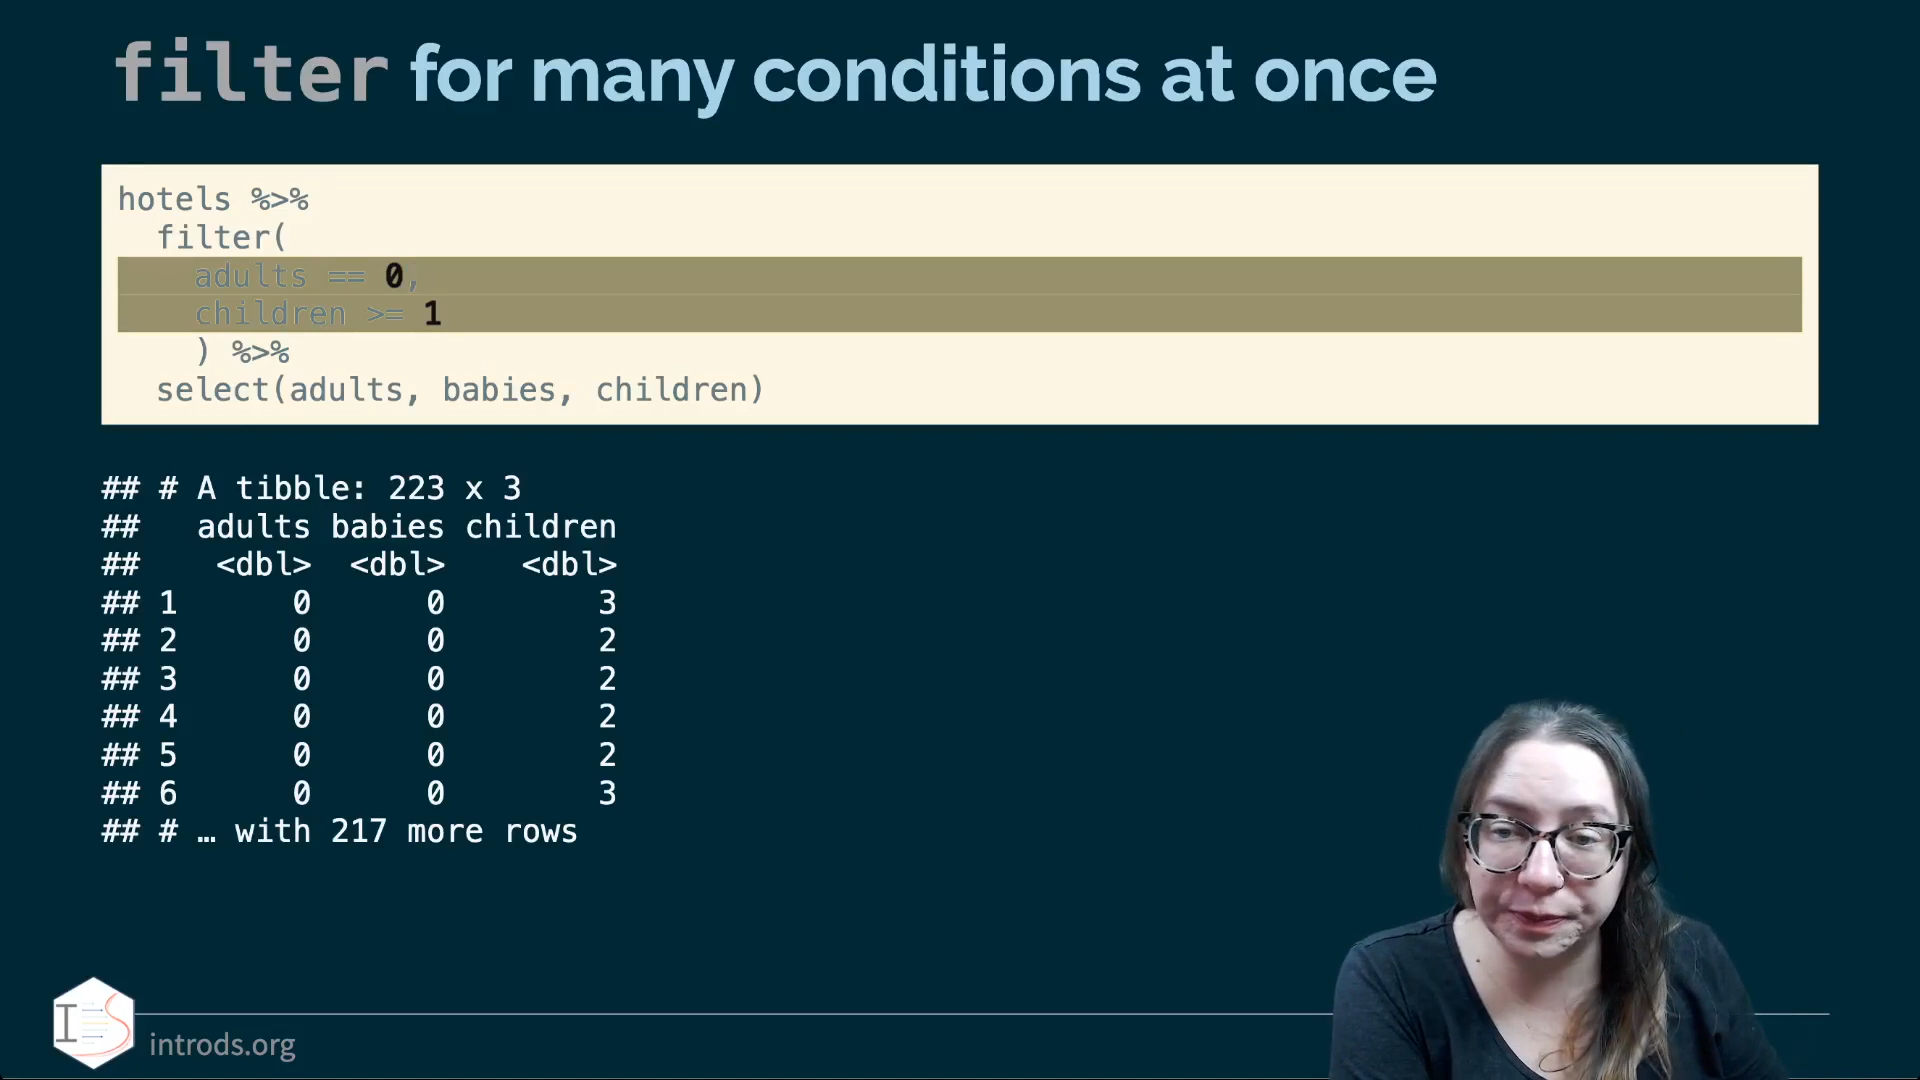 filter for many conditions at once
hotels %>%
  filter(
    adults == 0,
    children >= 1
    ) %>%
  select(adults, babies, children)
## # A tibble: 223 x 3
##   adults babies children
##    <dbl>  <dbl>    <dbl>
## 1      0      0        3
## 2      0      0        2
## 3      0      0        2
## 4      0      0        2
## 5      0      0        2
## 6      0      0        3
## # … with 217 more rows
IS
introds.org